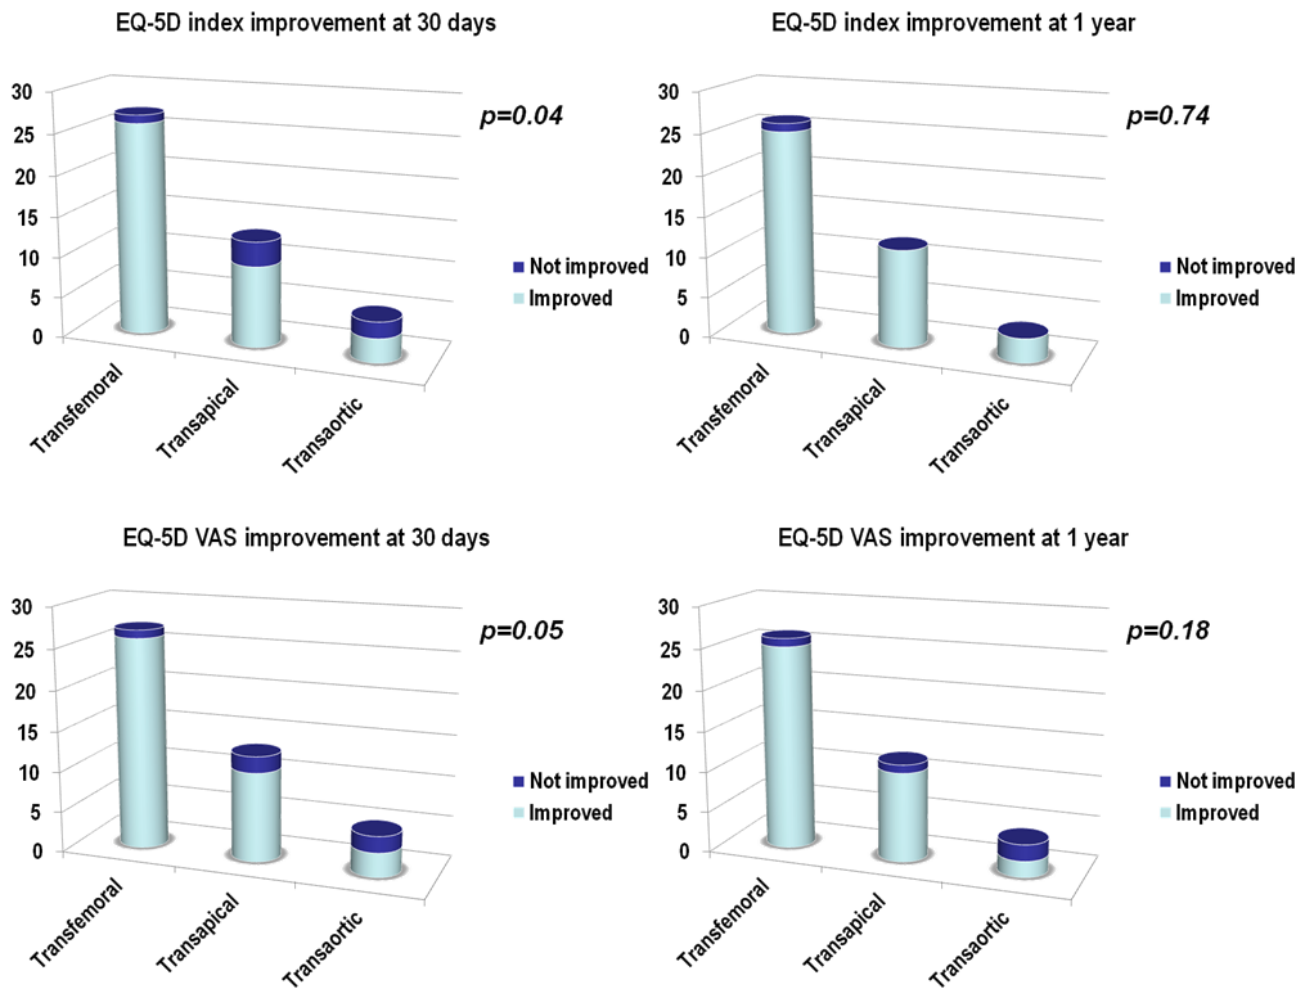 EQ-5D index improvement at 30 days
30
25
20
15
10
5
0
p=0.04
Not improved
Improved
Transfemoral
Transapical
Transaortic
EQ-5D index improvement at 1 year
30
25
20
15
10
5
0
p=0.74
Not improved
Improved
Transfemoral
Transapical
Transaortic
EQ-5D VAS improvement at 30 days
30
25
20
15
10
5
0
p=0.05
Not improved
Improved
Transfemoral
Transapical
Transaortic
EQ-5D VAS improvement at 1 year
30
25
20
15
10
5
0
p=0.18
Not improved
Improved
Transfemoral
Transapical
Transaortic